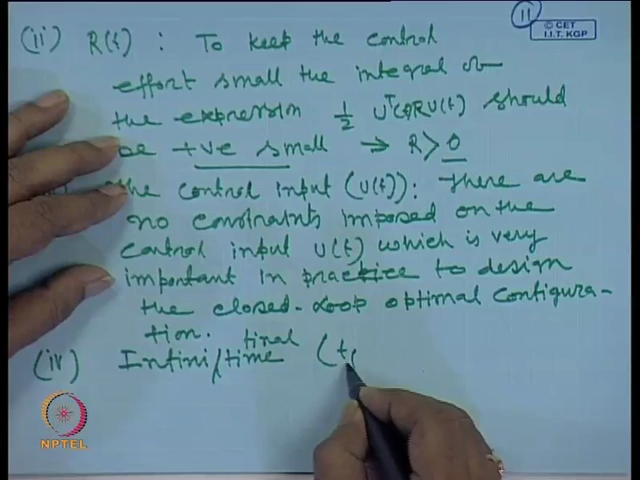 11
© CET
I.I.T. KGP
(ii) R(t) : To keep the control
effort small the integral of
the expression 1/2 U^T(t)RU(t) should
be +ve small → R>0
the control input (U(t)): There are
no constraints imposed on the
control input U(t) which is very
important in practice to design
the closed-loop optimal configura-
tion.
final
(iv) Infini/time (t
NPTEL